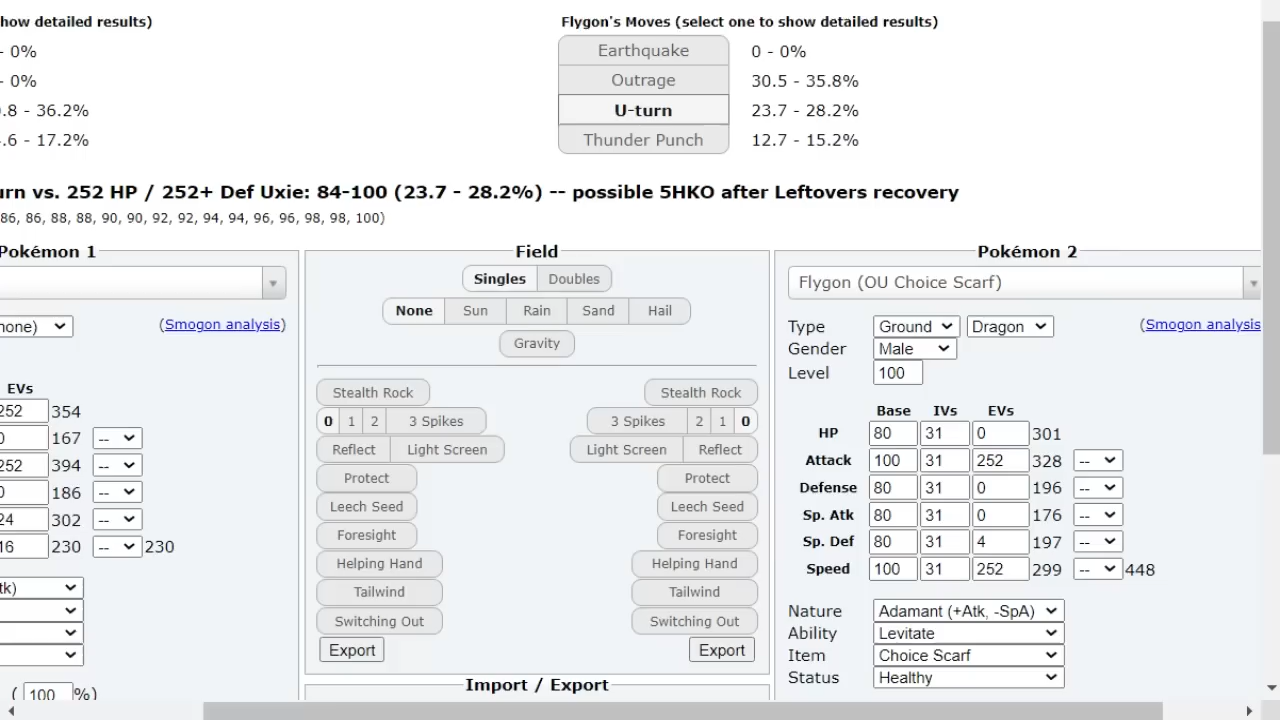 how detailed results)
Flygon's Moves (select one to show detailed results)
- 0%
Earthquake 0 - 0%
- 0%
Outrage 30.5 - 35.8%
.8 - 36.2%
U-turn 23.7 - 28.2%
.6 - 17.2%
Thunder Punch 12.7 - 15.2%
urn vs. 252 HP / 252+ Def Uxie: 84-100 (23.7 - 28.2%) -- possible 5HKO after Leftovers recovery
86, 86, 88, 88, 90, 90, 92, 92, 94, 94, 96, 96, 98, 98, 100)
Pokémon 1
(Smogon analysis)
none)
EVs
252 354
0 167 --
252 394 --
0 186 --
24 302 --
16 230 -- 230
tk)
( 100 %)
Field
Singles Doubles
None Sun Rain Sand Hail
Gravity
Stealth Rock Stealth Rock
0 1 2 3 Spikes 3 Spikes 2 1 0
Reflect Light Screen Light Screen Reflect
Protect Protect
Leech Seed Leech Seed
Foresight Foresight
Helping Hand Helping Hand
Tailwind Tailwind
Switching Out Switching Out
Export Export
Import / Export
Pokémon 2
Flygon (OU Choice Scarf)
Type Ground Dragon (Smogon analysis
Gender Male
Level 100
Base IVs EVs
HP 80 31 0 301
Attack 100 31 252 328 --
Defense 80 31 0 196 --
Sp. Atk 80 31 0 176 --
Sp. Def 80 31 4 197 --
Speed 100 31 252 299 -- 448
Nature Adamant (+Atk, -SpA)
Ability Levitate
Item Choice Scarf
Status Healthy